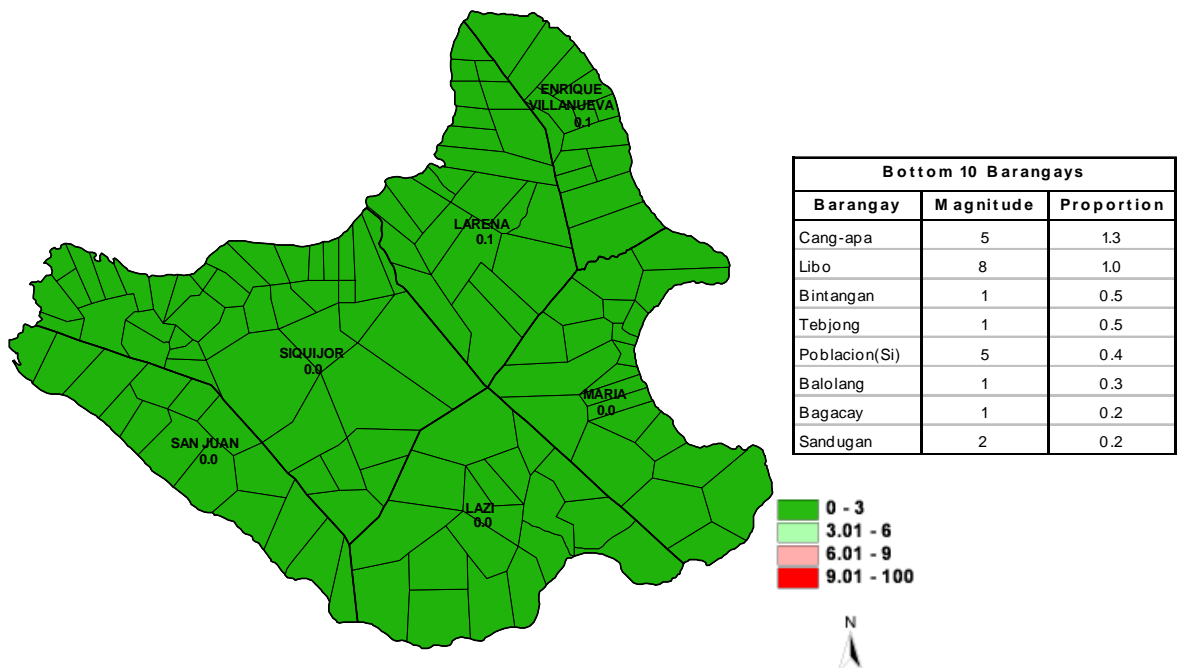 ENRIQUE
VILLANUEVA
0.1
LARENA
0.1
SIQUIJOR
0.0
MARIA
0.0
SAN JUAN
0.0
LAZI
0.0
Bottom 10 Barangays
Barangay Magnitude Proportion
Cang-apa 5 1.3
Libo 8 1.0
Bintangan 1 0.5
Tebjong 1 0.5
Poblacion(Si) 5 0.4
Balolang 1 0.3
Bagacay 1 0.2
Sandugan 2 0.2
0 - 3
3.01 - 6
6.01 - 9
9.01 - 100
N